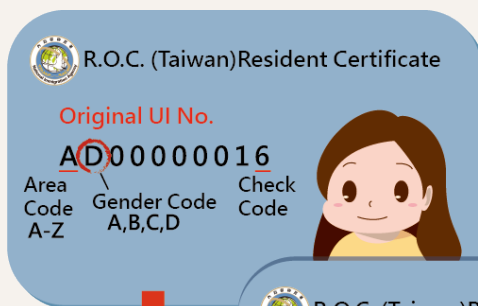 R.O.C. (Taiwan)Resident Certificate
Original UI No.
AD00000016
Area
Code
A-Z
Gender Code
A,B,C,D
Check
Code